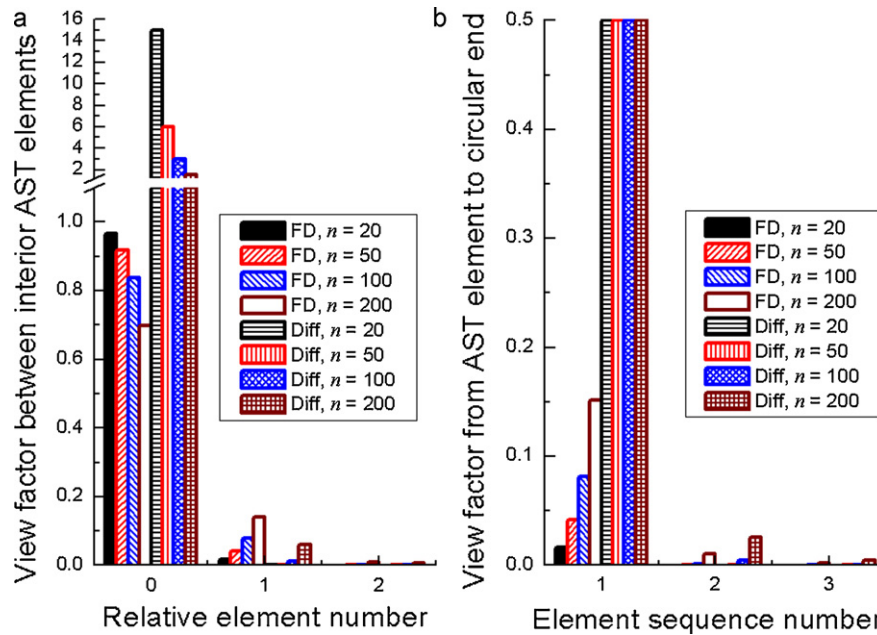 a
View factor between interior AST elements
16
14
12
10
8
6
4
2
1.0
0.8
0.6
0.4
0.2
0.0
FD, n = 20
FD, n = 50
FD, n = 100
FD, n = 200
Diff, n = 20
Diff, n = 50
Diff, n = 100
Diff, n = 200
0 1 2
Relative element number
b
View factor from AST element to circular end
0.5
0.4
0.3
0.2
0.1
0.0
FD, n = 20
FD, n = 50
FD, n = 100
FD, n = 200
Diff, n = 20
Diff, n = 50
Diff, n = 100
Diff, n = 200
1 2 3
Element sequence number